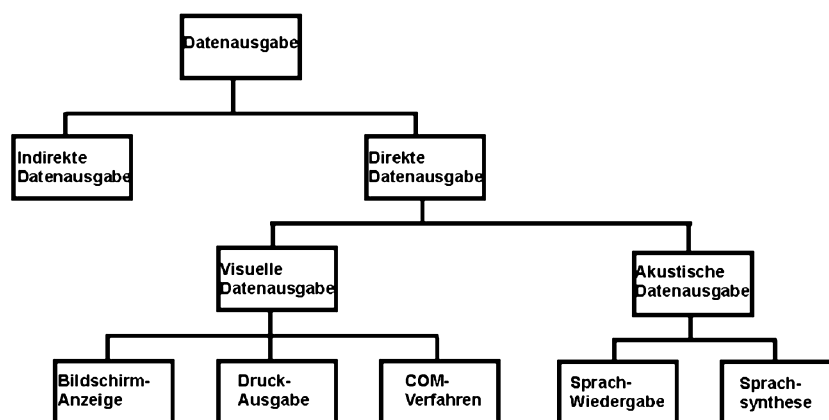 Datenausgabe
Indirekte
Datenausgabe
Direkte
Datenausgabe
Visuelle
Datenausgabe
Akustische
Datenausgabe
Bildschirm-
Anzeige
Druck-
Ausgabe
COM-
Verfahren
Sprach-
Wiedergabe
Sprach-
synthese